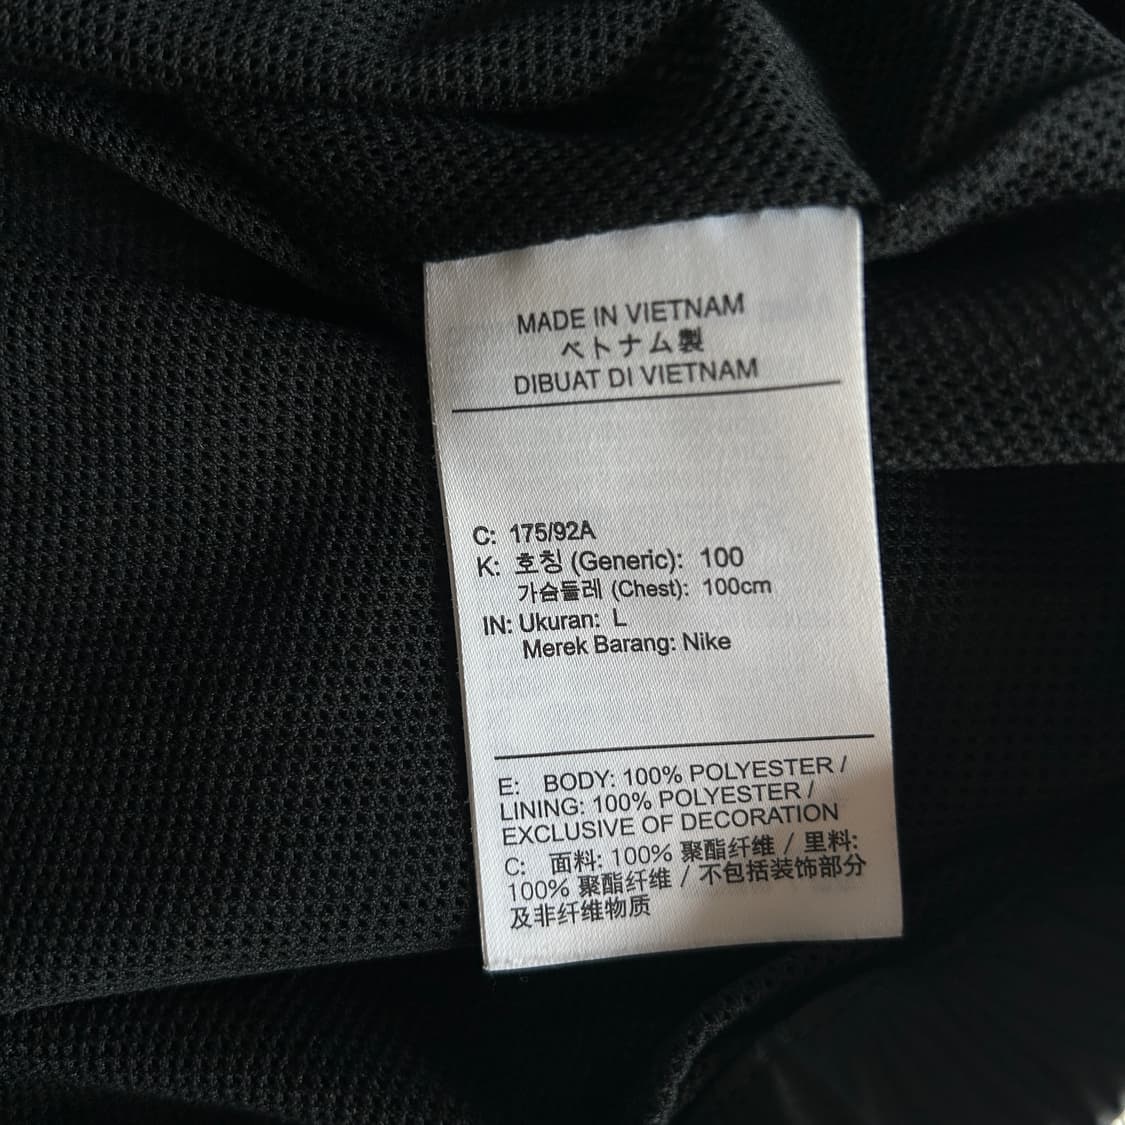 MADE IN VIETNAM
ベトナム製
DIBUAT DI VIETNAM
C: 175/92A
K: 호칭 (Generic): 100
가슴둘레 (Chest): 100cm
IN: Ukuran: L
Merek Barang: Nike
E: BODY: 100% POLYESTER /
LINING: 100% POLYESTER /
EXCLUSIVE OF DECORATION
C: 面料: 100% 聚酯纤维 / 里料:
100% 聚酯纤维 / 不包括装饰部分
及非纤维物质